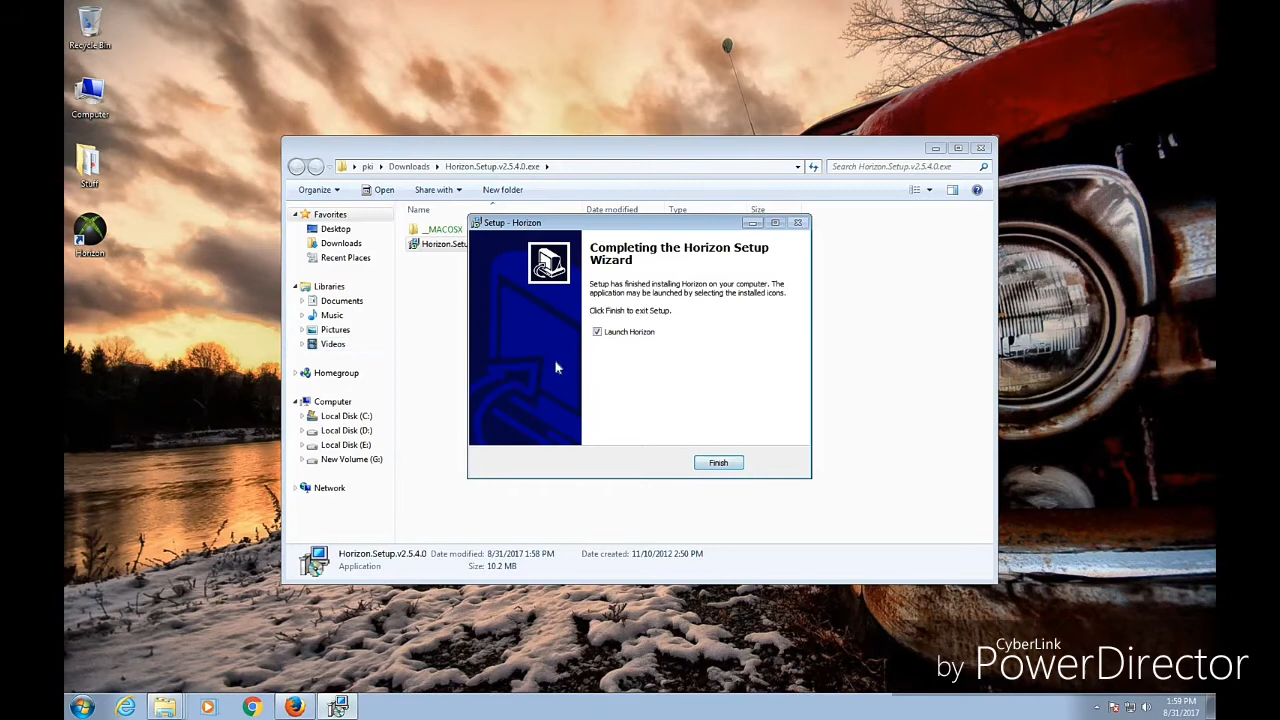 Recycle Bin
Computer
Stuff
Horizon
pki Downloads Horizon.Setup.v2.5.4.0.exe
Search Horizon.Setup.v2.5.4.0.exe
Organize Open Share with New folder
Favorites
Desktop
Downloads
Recent Places
Libraries
Documents
Music
Pictures
Videos
Homegroup
Computer
Local Disk (C:)
Local Disk (D:)
Local Disk (E:)
New Volume (G:)
Network
Name Date modified Type Size
__MACOSX
Horizon.Setu
Setup - Horizon
Completing the Horizon Setup
Wizard
Setup has finished installing Horizon on your computer. The
application may be launched by selecting the installed icons.
Click Finish to exit Setup.
Launch Horizon
Finish
Horizon.Setup.v2.5.4.0 Date modified: 8/31/2017 1:58 PM Date created: 11/10/2012 2:50 PM
Application Size: 10.2 MB
CyberLink
by PowerDirector
1:59 PM
8/31/2017